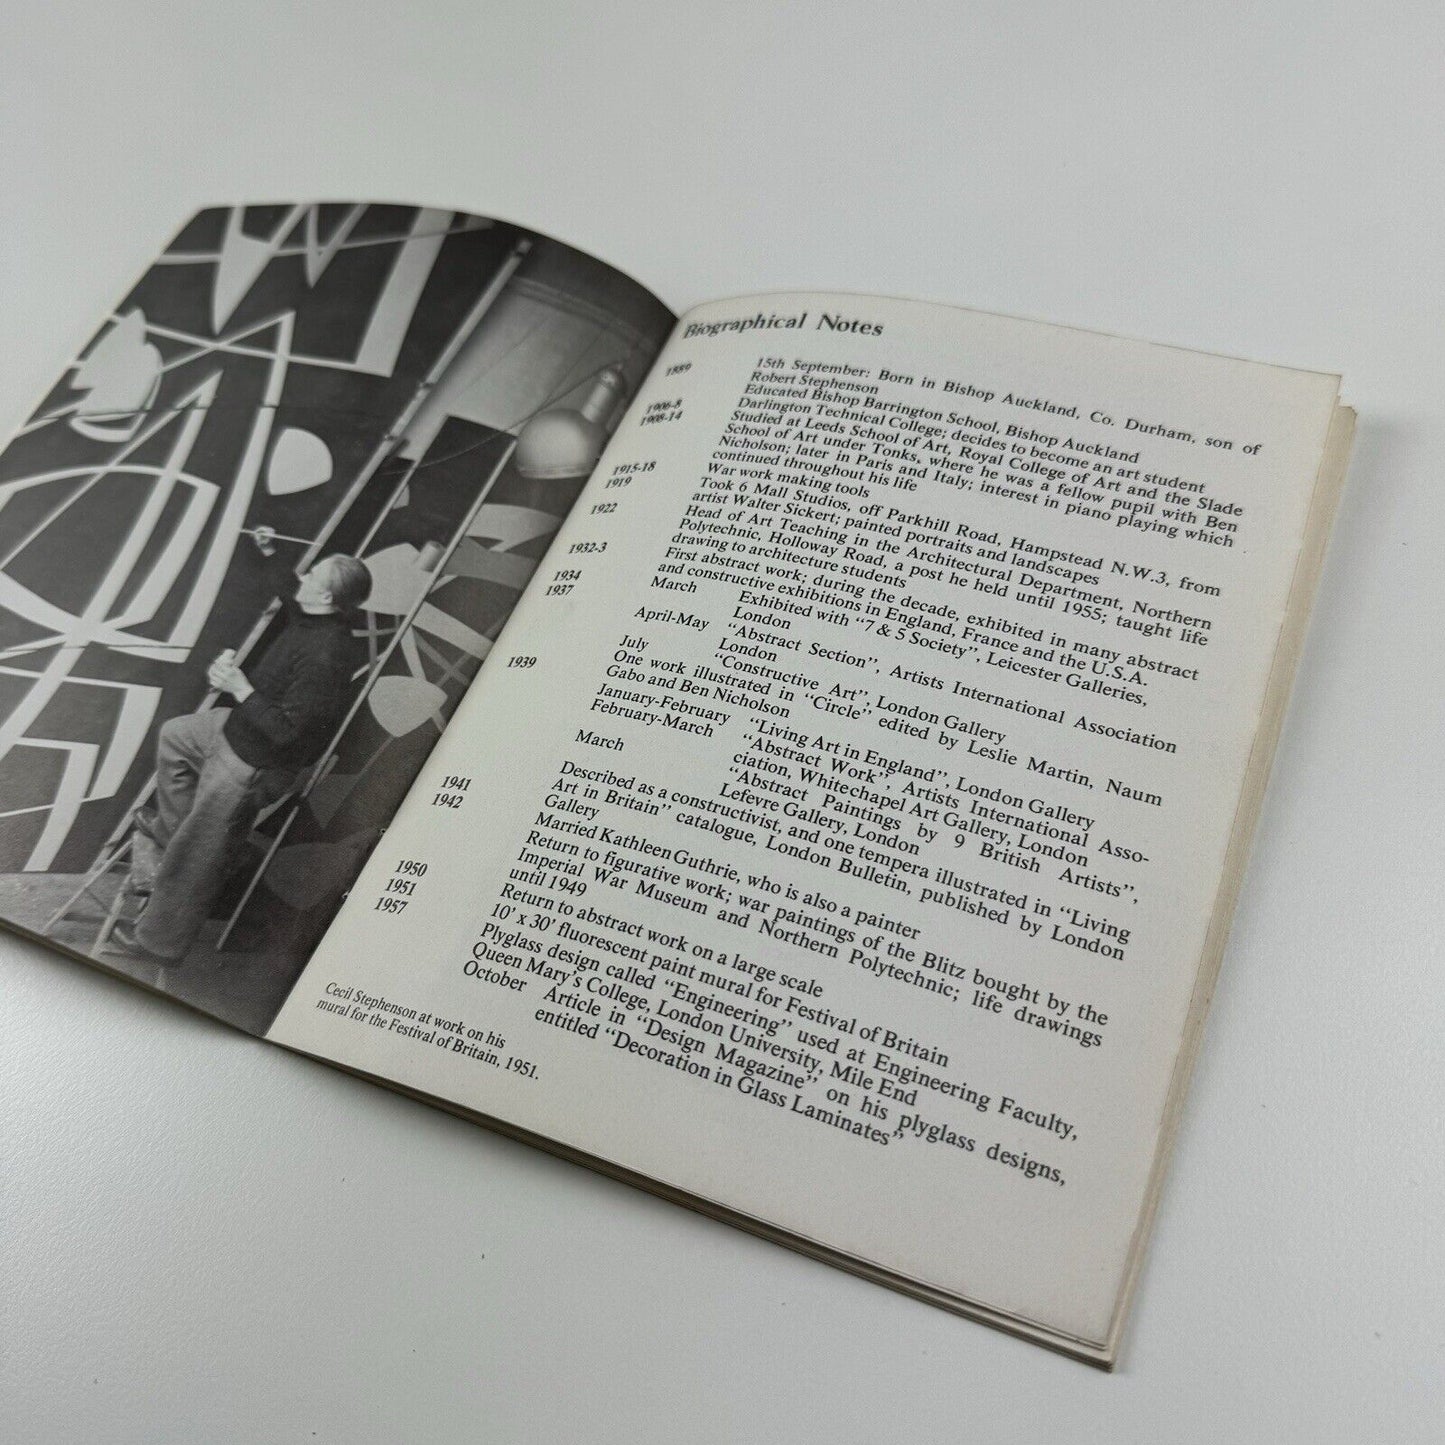 Biographical Notes
1889 15th September: Born in Bishop Auckland, Co. Durham, son of
Robert Stephenson
Educated Bishop Barrington School, Bishop Auckland
1906-8 Darlington Technical College; decides to become an art student
1908-14 Studied at Leeds School of Art, Royal College of Art and the Slade
School of Art under Tonks, where he was a fellow pupil with Ben
Nicholson; later in Paris and Italy; interest in piano playing which
continued throughout his life
1915-18 War work making tools
1919 Took 6 Mall Studios, off Parkhill Road, Hampstead N.W.3, from
artist Walter Sickert; painted portraits and landscapes
1922 Head of Art Teaching in the Architectural Department, Northern
Polytechnic, Holloway Road, a post he held until 1955; taught life
drawing to architecture students
1932-3 First abstract work; during the decade, exhibited in many abstract
and constructive exhibitions in England, France and the U.S.A.
1934 March Exhibited with "7 & 5 Society", Leicester Galleries,
London
1937 April-May "Abstract Section", Artists International Association
London
July "Constructive Art", London Gallery
One work illustrated in "Circle", edited by Leslie Martin, Naum
Gabo and Ben Nicholson
1939 January-February "Living Art in England", London Gallery
February-March "Abstract Work", Artists International Asso-
ciation, Whitechapel Art Gallery, London
March "Abstract Paintings by 9 British Artists",
Lefevre Gallery, London
Described as a constructivist, and one tempera illustrated in "Living
Art in Britain" catalogue, London Bulletin, published by London
Gallery
1941 Married Kathleen Guthrie, who is also a painter
1942 Return to figurative work; war paintings of the Blitz bought by the
Imperial War Museum and Northern Polytechnic; life drawings
until 1949
1950 Return to abstract work on a large scale
1951 10' x 30' fluorescent paint mural for Festival of Britain
1957 Plyglass design called "Engineering" used at Engineering Faculty,
Queen Mary's College, London University, Mile End
October Article in "Design Magazine" on his plyglass designs,
entitled "Decoration in Glass Laminates"
Cecil Stephenson at work on his
mural for the Festival of Britain, 1951.